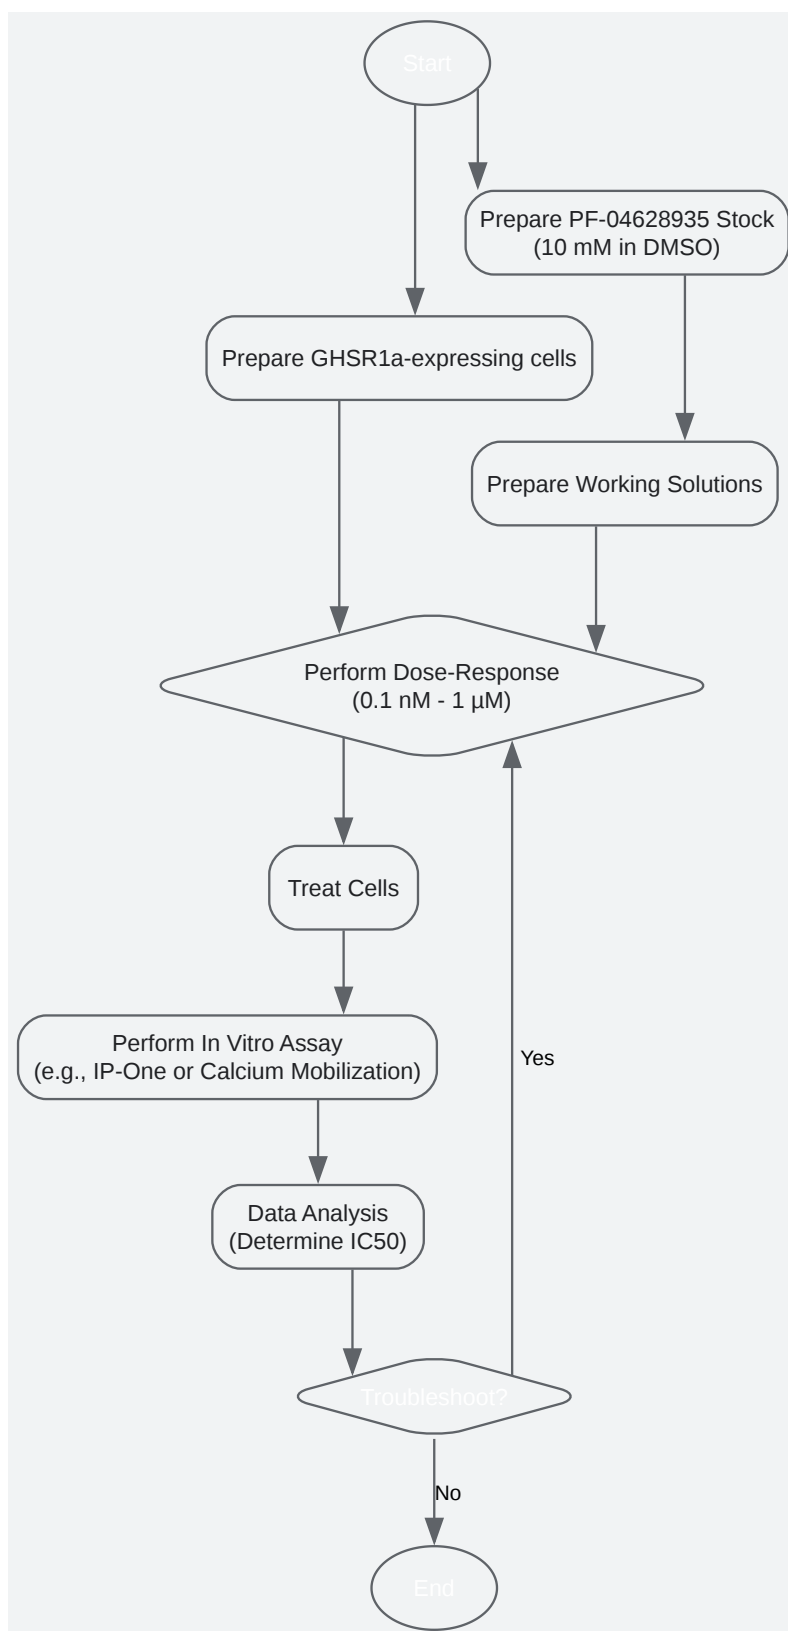 Start
Prepare PF-04628935 Stock
(10 mM in DMSO)
Prepare GHSR1a-expressing cells
Prepare Working Solutions
Perform Dose-Response
(0.1 nM - 1 µM)
Treat Cells
Perform In Vitro Assay
(e.g., IP-One or Calcium Mobilization)
Yes
Data Analysis
(Determine IC50)
Troubleshoot?
No
End